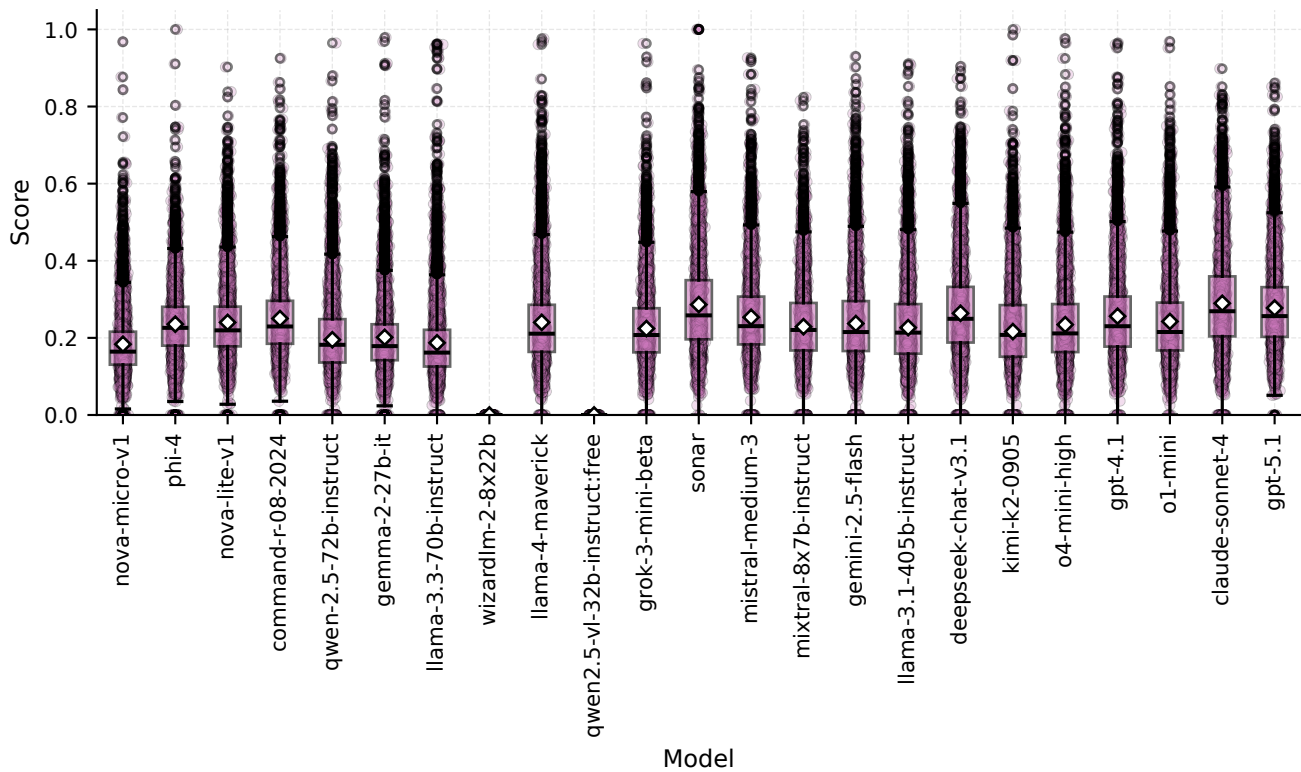 1.0
0.8
0.6
0.4
0.2
0.0
Score
nova-micro-v1
phi-4
nova-lite-v1
command-r-08-2024
qwen-2.5-72b-instruct
gemma-2-27b-it
llama-3.3-70b-instruct
wizardlm-2-8x22b
llama-4-maverick
qwen2.5-vl-32b-instruct:free
grok-3-mini-beta
sonar
mistral-medium-3
mixtral-8x7b-instruct
gemini-2.5-flash
llama-3.1-405b-instruct
deepseek-chat-v3.1
kimi-k2-0905
o4-mini-high
gpt-4.1
o1-mini
claude-sonnet-4
gpt-5.1
Model